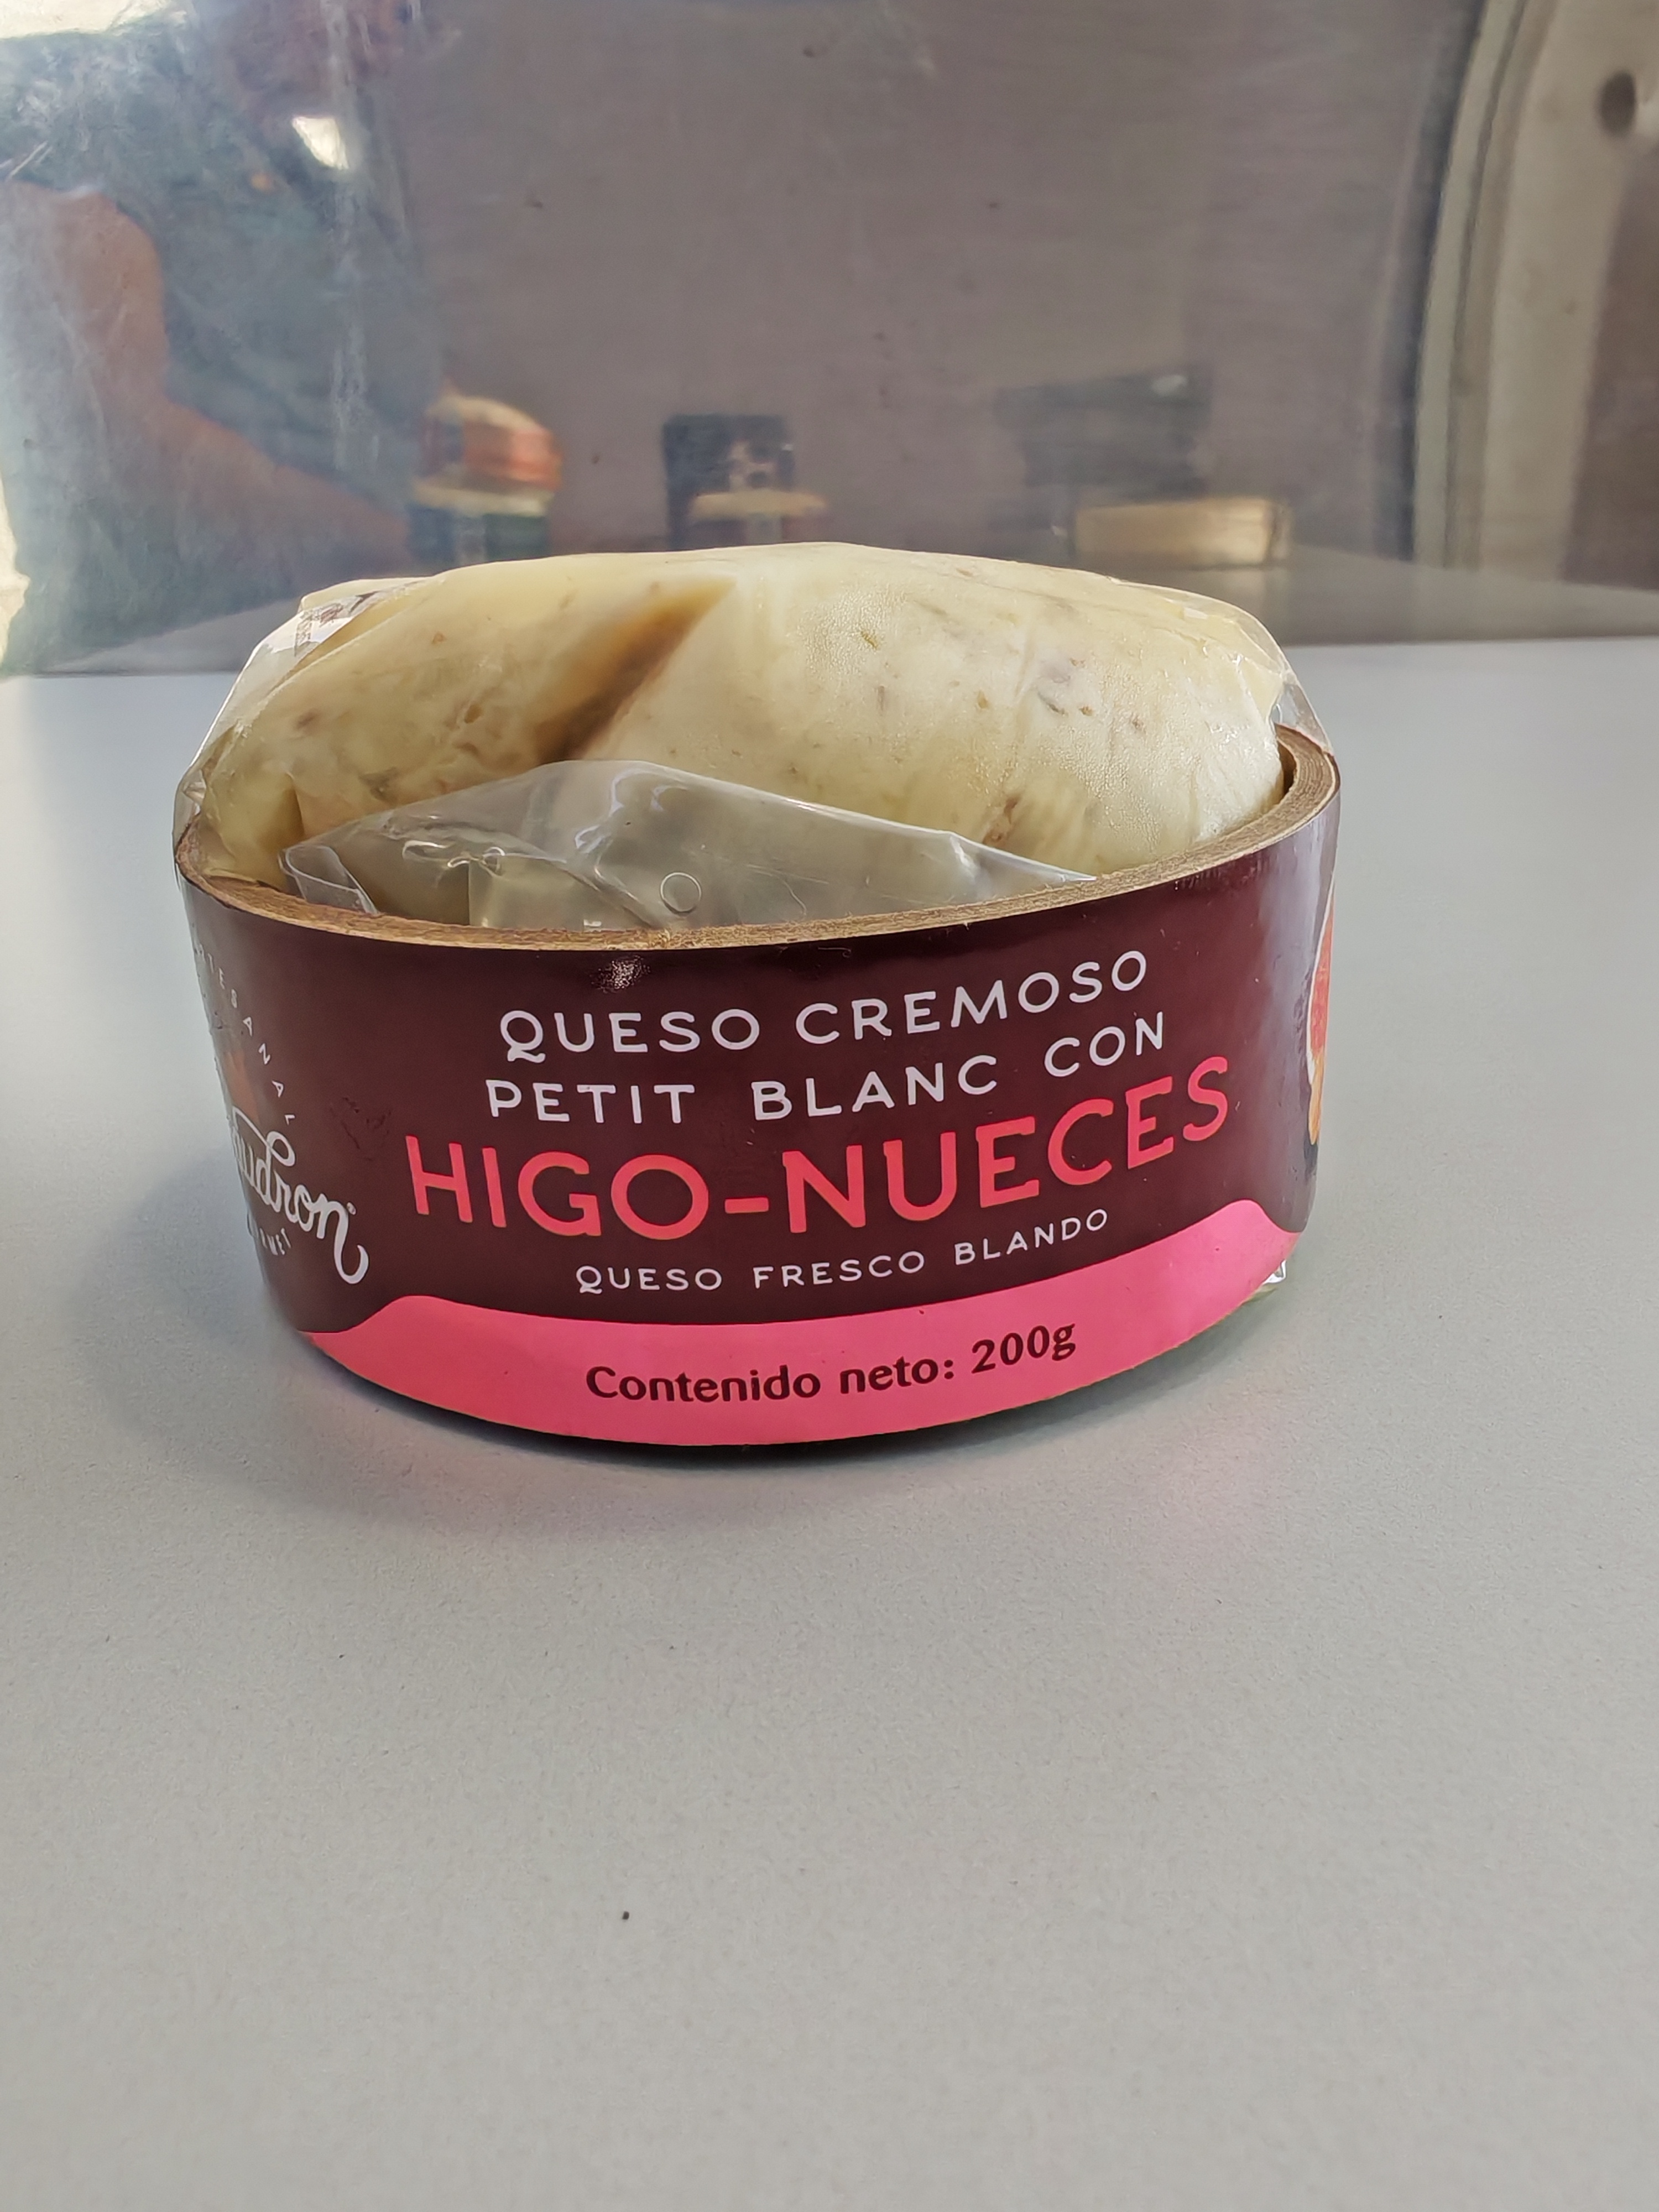 QUESO CREMOSO
PETIT BLANC CON
HIGO-NUECES
QUESO FRESCO BLANDO
Contenido neto: 200g